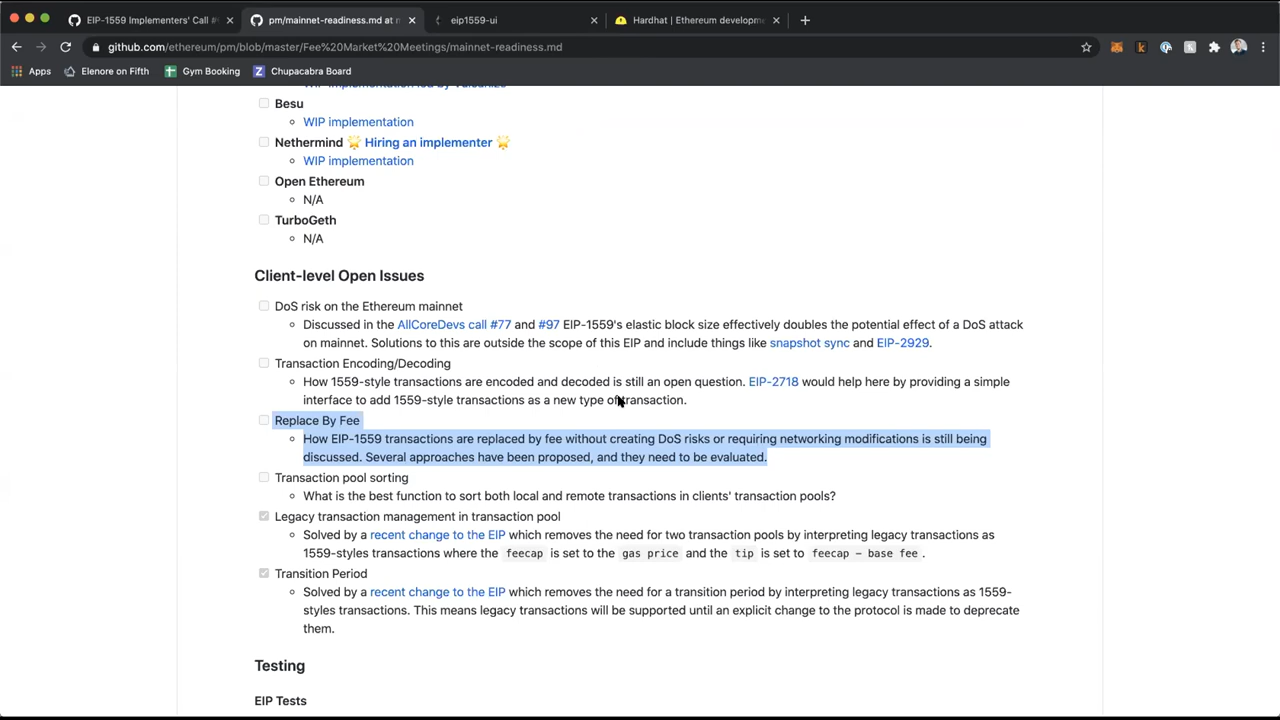 EIP-1559 Implementers' Call #
pm/mainnet-readiness.md at m
eip1559-ui
Hardhat | Ethereum developm
github.com/ethereum/pm/blob/master/Fee%20Market%20Meetings/mainnet-readiness.md
Apps
Elenore on Fifth
Gym Booking
Chupacabra Board
WIP implementation led by Vulcanize
Besu
WIP implementation
Nethermind 🌟 Hiring an implementer 🌟
WIP implementation
Open Ethereum
N/A
TurboGeth
N/A
Client-level Open Issues
DoS risk on the Ethereum mainnet
Discussed in the AllCoreDevs call #77 and #97 EIP-1559's elastic block size effectively doubles the potential effect of a DoS attack
on mainnet. Solutions to this are outside the scope of this EIP and include things like snapshot sync and EIP-2929.
Transaction Encoding/Decoding
How 1559-style transactions are encoded and decoded is still an open question. EIP-2718 would help here by providing a simple
interface to add 1559-style transactions as a new type of transaction.
Replace By Fee
How EIP-1559 transactions are replaced by fee without creating DoS risks or requiring networking modifications is still being
discussed. Several approaches have been proposed, and they need to be evaluated.
Transaction pool sorting
What is the best function to sort both local and remote transactions in clients' transaction pools?
Legacy transaction management in transaction pool
Solved by a recent change to the EIP which removes the need for two transaction pools by interpreting legacy transactions as
1559-styles transactions where the feecap is set to the gas price and the tip is set to feecap - base fee .
Transition Period
Solved by a recent change to the EIP which removes the need for a transition period by interpreting legacy transactions as 1559-
styles transactions. This means legacy transactions will be supported until an explicit change to the protocol is made to deprecate
them.
Testing
EIP Tests